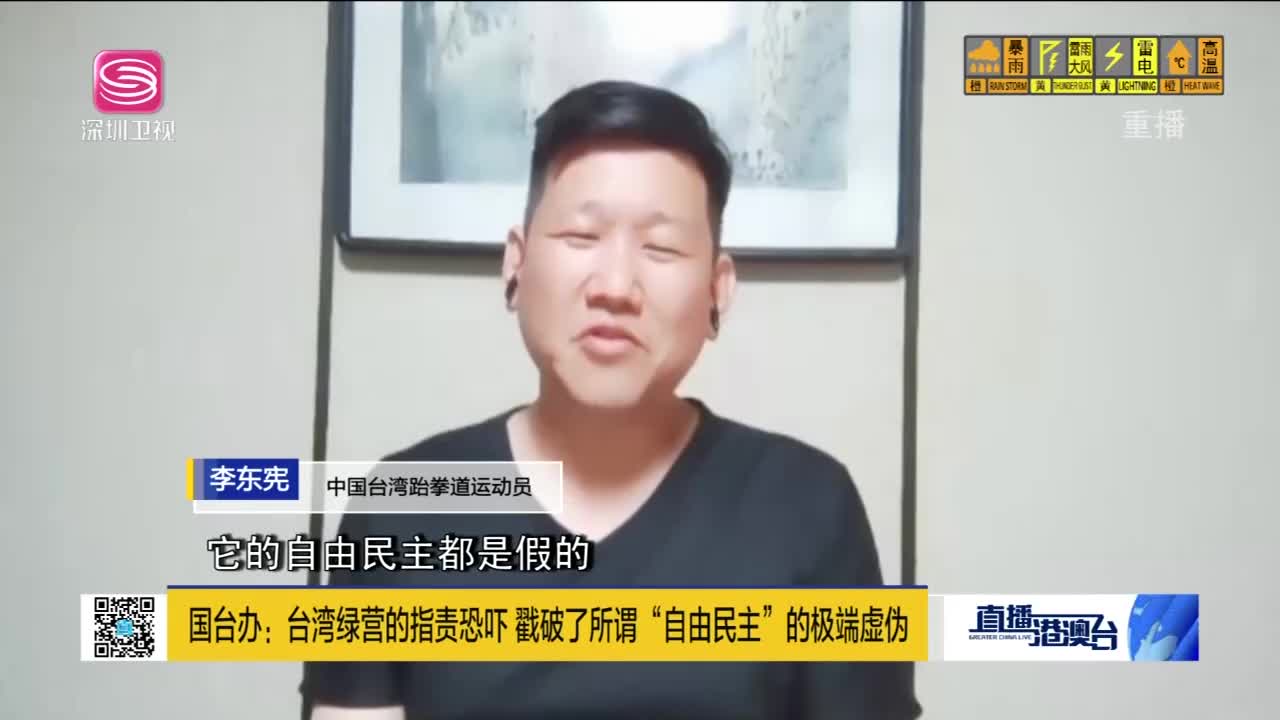 深圳卫视
暴雨
橙 RAIN STORM
雷雨大风
黄 THUNDER GUST
雷电
黄 LIGHTNING
℃
高温
橙 HEAT WAVE
重播
李东宪
中国台湾跆拳道运动员
它的自由民主都是假的
国台办：台湾绿营的指责恐吓 戳破了所谓“自由民主”的极端虚伪
直播港澳台
GREATER CHINA LIVE